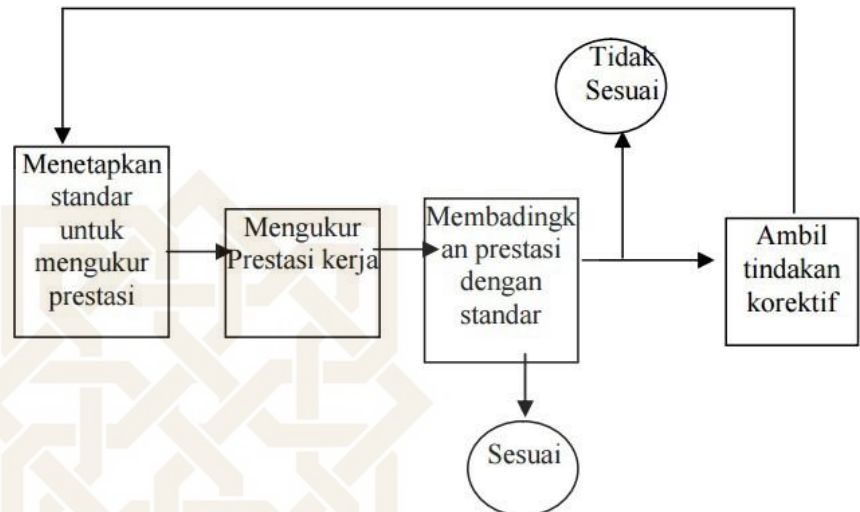 Menetapkan
standar
untuk
mengukur
prestasi
Mengukur
Prestasi kerja
Membadingk
an prestasi
dengan
standar
Tidak
Sesuai
Sesuai
Ambil
tindakan
korektif